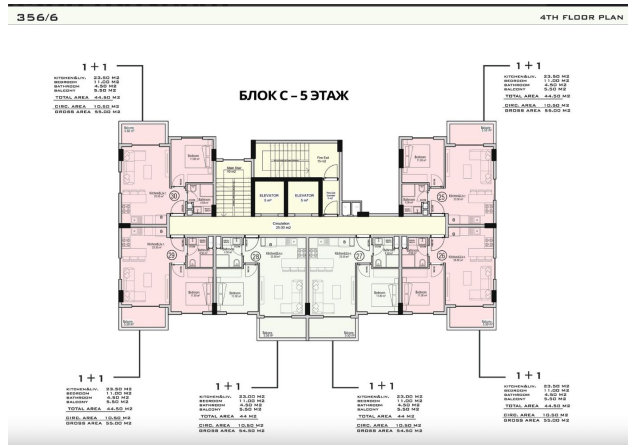 356/6
4TH FLOOR PLAN
1 + 1
KITCHEN&LIV. 23.50 M2
BEDROOM 11.00 M2
BATHROOM 4.50 M2
BALCONY 5.50 M2
TOTAL AREA 44.50 M2
CIRC. AREA 10.50 M2
GROSS AREA 55.00 M2
БЛОК С – 5 ЭТАЖ
1 + 1
KITCHEN&LIV. 23.50 M2
BEDROOM 11.00 M2
BATHROOM 4.50 M2
BALCONY 5.50 M2
TOTAL AREA 44.50 M2
CIRC. AREA 10.50 M2
GROSS AREA 55.00 M2
Fire Exit
Main Stair
ELEVATOR
ELEVATOR
30
25
Circulation
29
28
27
26
1 + 1
KITCHEN&LIV. 23.50 M2
BEDROOM 11.00 M2
BATHROOM 4.50 M2
BALCONY 5.50 M2
TOTAL AREA 44.50 M2
CIRC. AREA 10.50 M2
GROSS AREA 55.00 M2
1 + 1
KITCHEN&LIV. 23.00 M2
BEDROOM 11.00 M2
BATHROOM 4.50 M2
BALCONY 5.50 M2
TOTAL AREA 44 M2
CIRC. AREA 10.50 M2
GROSS AREA 54.50 M2
1 + 1
KITCHEN&LIV. 23.00 M2
BEDROOM 11.00 M2
BATHROOM 4.50 M2
BALCONY 5.50 M2
TOTAL AREA 44 M2
CIRC. AREA 10.50 M2
GROSS AREA 54.50 M2
1 + 1
KITCHEN&LIV. 23.50 M2
BEDROOM 11.00 M2
BATHROOM 4.50 M2
BALCONY 5.50 M2
TOTAL AREA 44.50 M2
CIRC. AREA 10.50 M2
GROSS AREA 55.00 M2